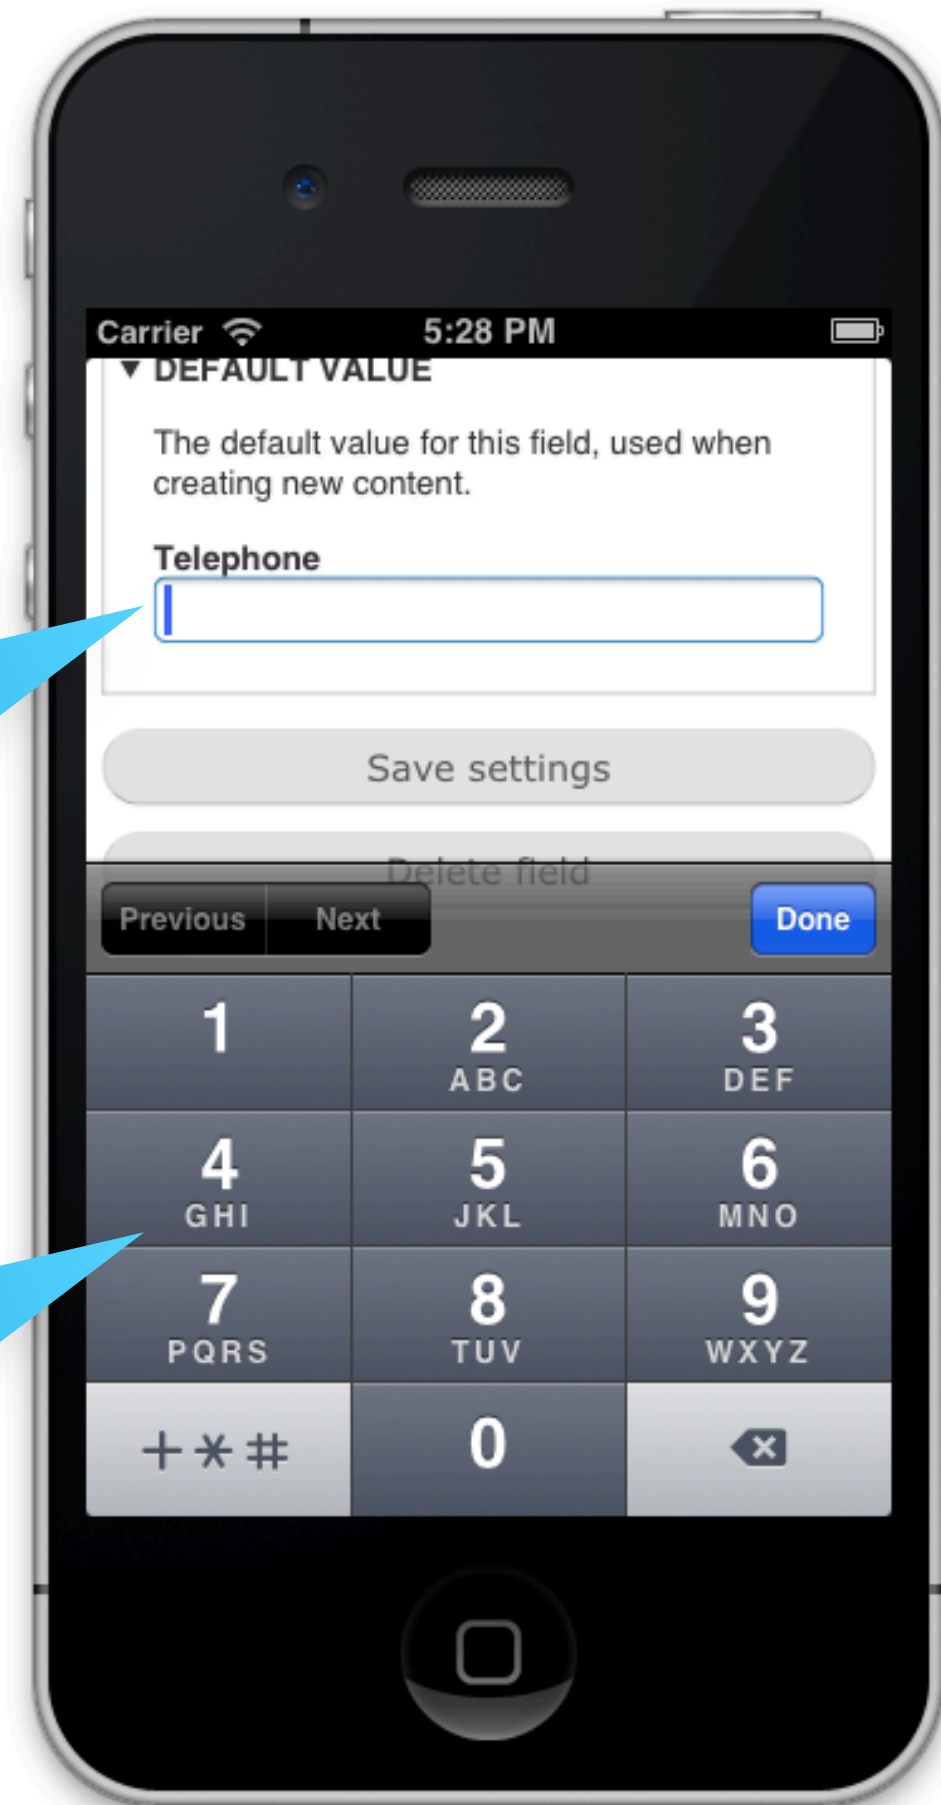 Carrier 5:28 PM
▼ DEFAULT VALUE
The default value for this field, used when
creating new content.
Telephone
Save settings
Delete field
Previous Next Done
1 2 3
ABC DEF
4 5 6
GHI JKL MNO
7 8 9
PQRS TUV WXYZ
+*# 0